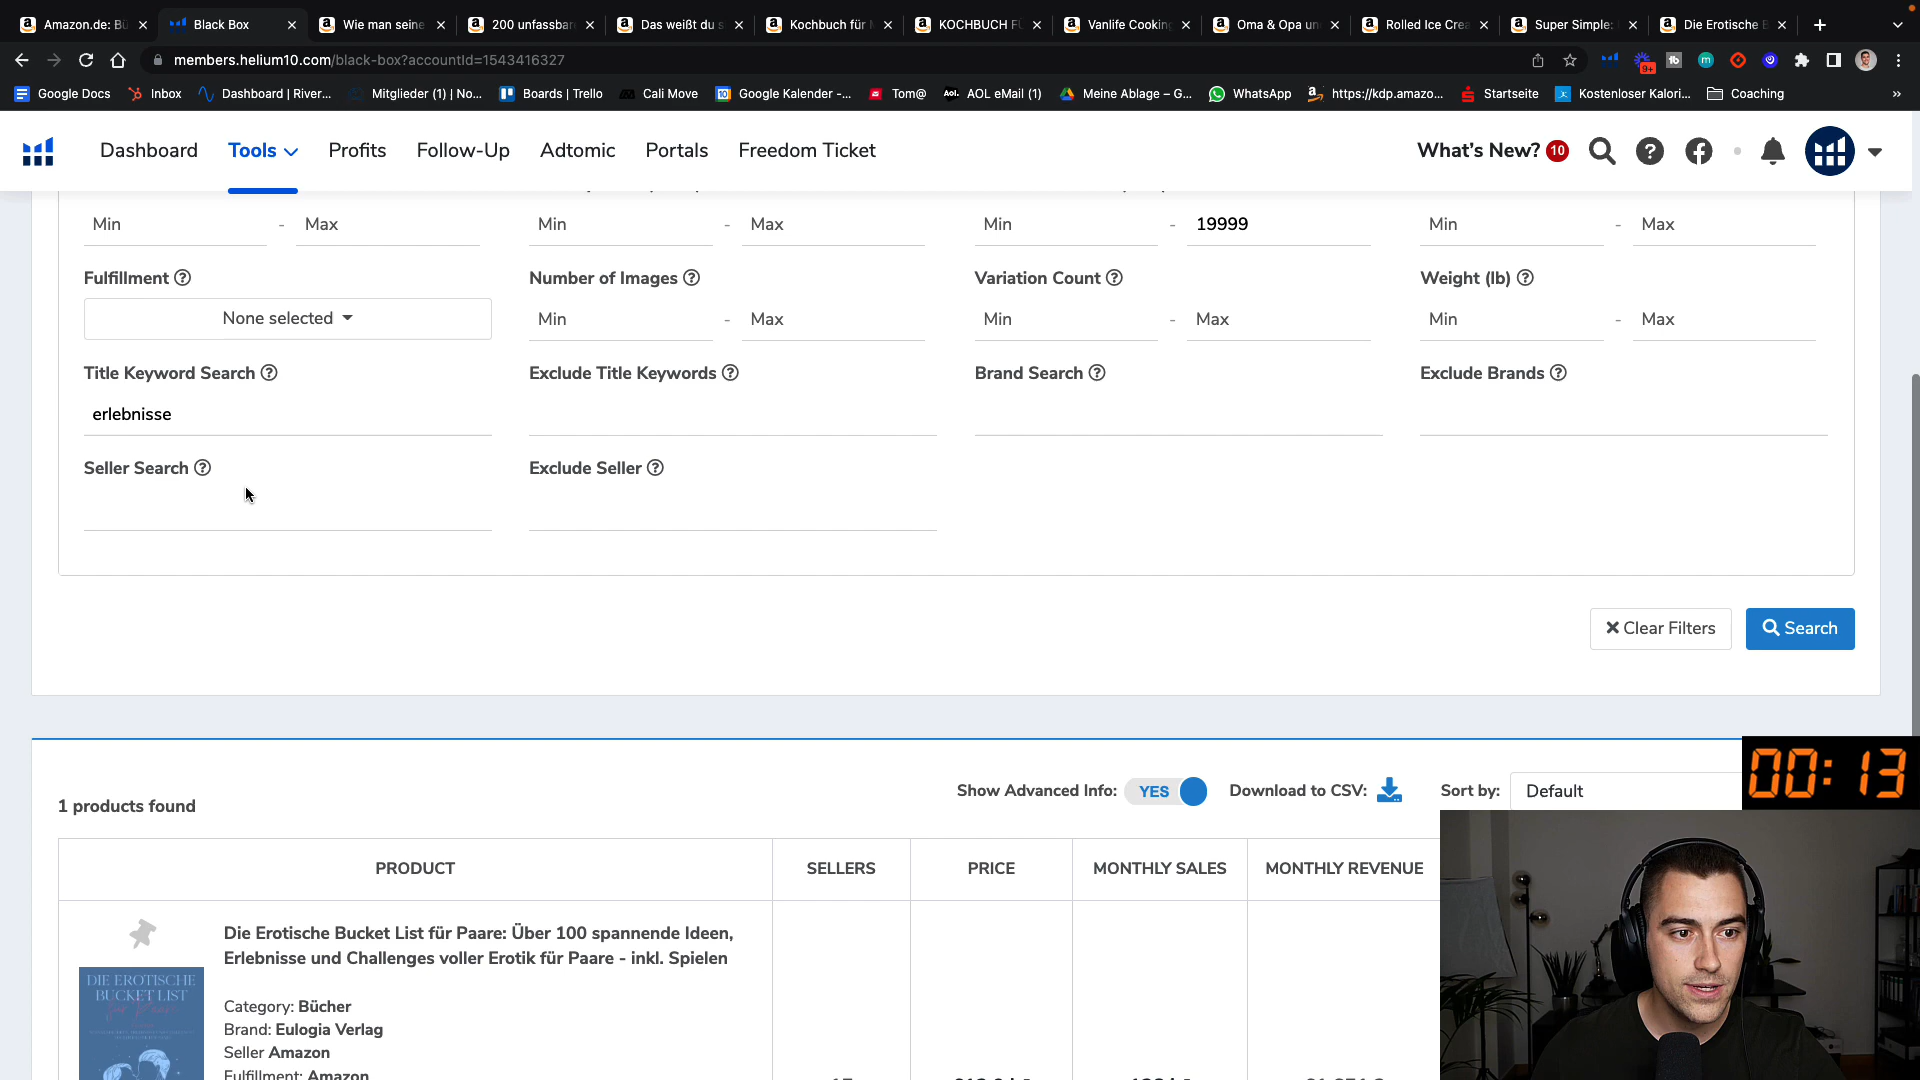 Amazon.de: Bü
Black Box
Wie man seine
200 unfassbar
Das weißt du s
Kochbuch für M
KOCHBUCH FÜ
Vanlife Cooking
Oma & Opa un
Rolled Ice Crea
Super Simple:
Die Erotische B
members.helium10.com/black-box?accountId=1543416327
Google Docs
Inbox
Dashboard | River...
Mitglieder (1) | No...
Boards | Trello
Cali Move
Google Kalender -...
Tom@
AOL eMail (1)
Meine Ablage – G...
WhatsApp
https://kdp.amazo...
Startseite
Kostenloser Kalori...
Coaching
»
Dashboard
Tools
Profits
Follow-Up
Adtomic
Portals
Freedom Ticket
What's New? 10
Min - Max
Min - Max
Min - 19999
Min - Max
Fulfillment
Number of Images
Variation Count
Weight (lb)
None selected
Min - Max
Min - Max
Min - Max
Title Keyword Search
Exclude Title Keywords
Brand Search
Exclude Brands
erlebnisse
Seller Search
Exclude Seller
Clear Filters
Search
1 products found
Show Advanced Info: YES
Download to CSV:
Sort by: Default
00:13
PRODUCT
SELLERS
PRICE
MONTHLY SALES
MONTHLY REVENUE
Die Erotische Bucket List für Paare: Über 100 spannende Ideen,
Erlebnisse und Challenges voller Erotik für Paare - inkl. Spielen
DIE EROTISCHE
BUCKET LIST
für Paare
Category: Bücher
Brand: Eulogia Verlag
Seller Amazon
Fulfillment: Amazon